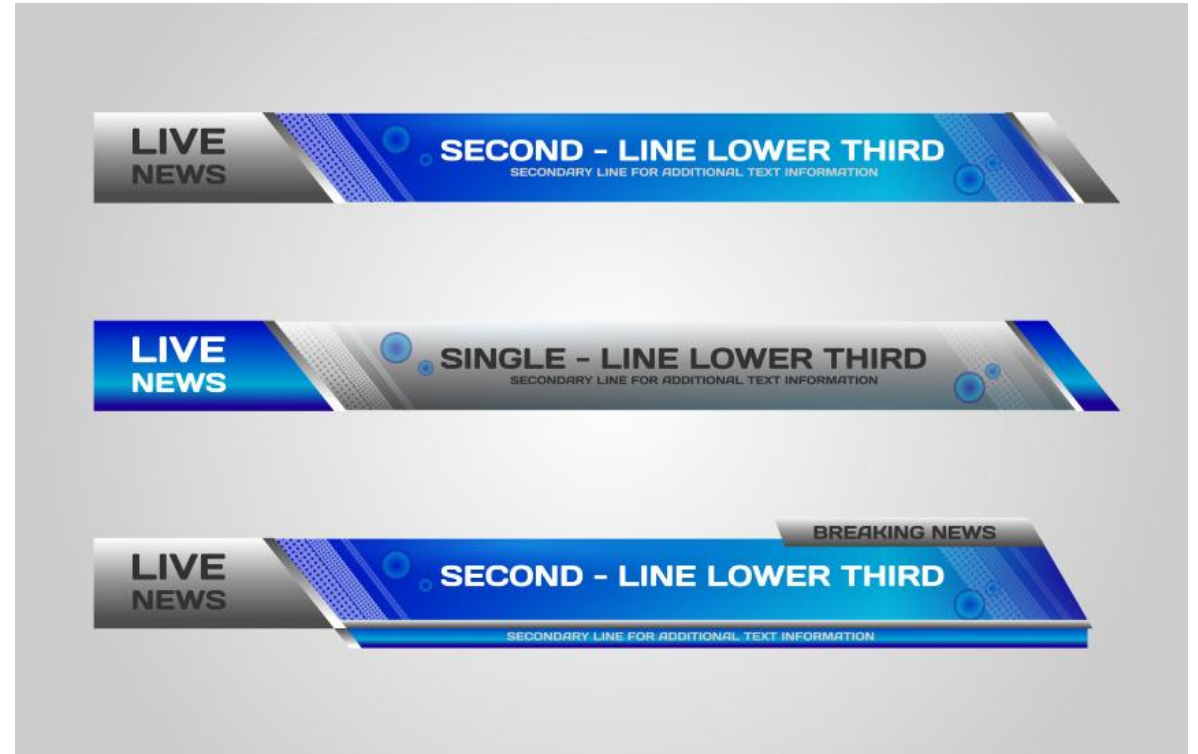 LIVE
NEWS
SECOND - LINE LOWER THIRD
SECONDARY LINE FOR ADDITIONAL TEXT INFORMATION
LIVE
NEWS
SINGLE - LINE LOWER THIRD
SECONDARY LINE FOR ADDITIONAL TEXT INFORMATION
BREAKING NEWS
LIVE
NEWS
SECOND - LINE LOWER THIRD
SECONDARY LINE FOR ADDITIONAL TEXT INFORMATION